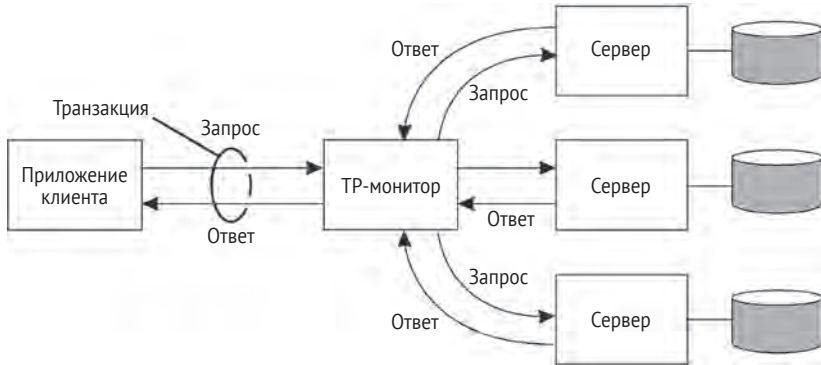 Ответ
Сервер
Запрос
Транзакция
Запрос
Приложение
клиента
TP-монитор
Сервер
Ответ
Ответ
Запрос
Ответ
Сервер